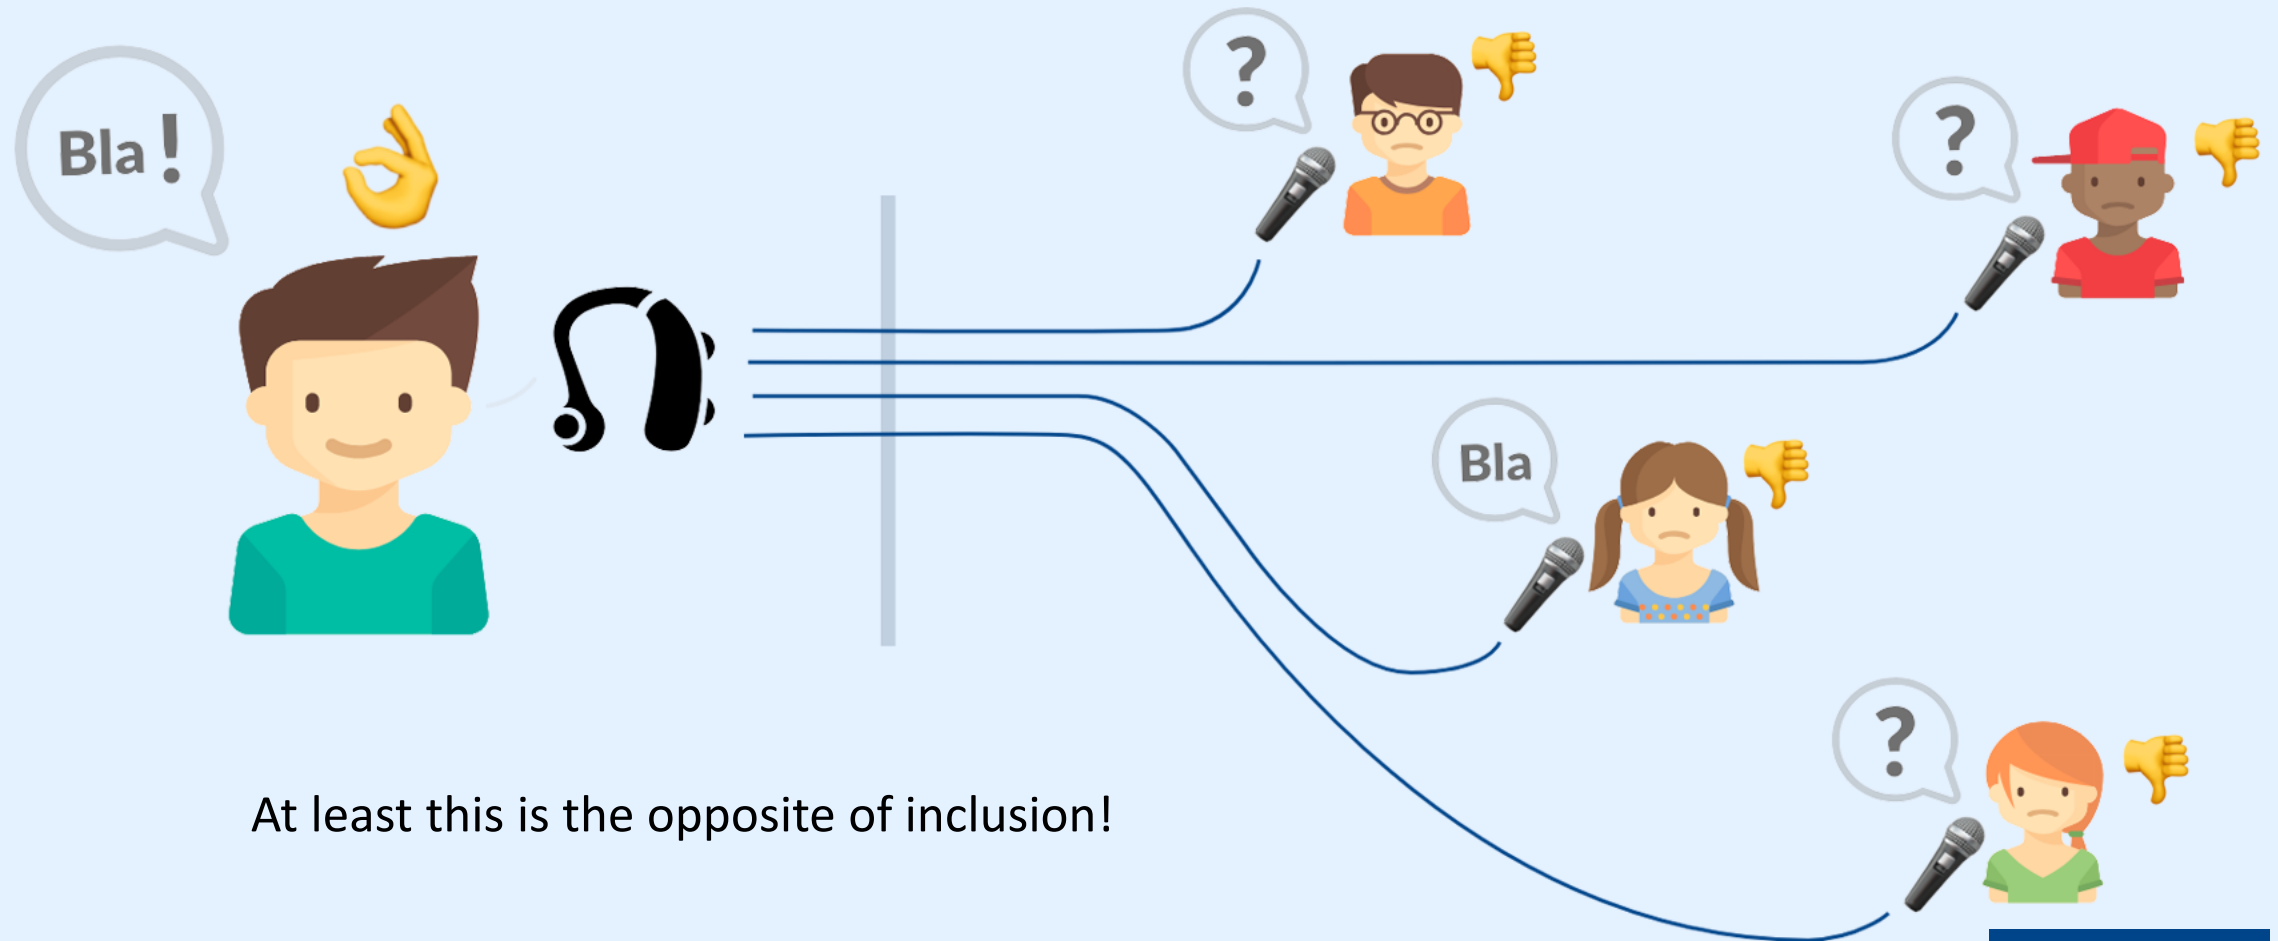 Bla!
?
?
Bla
?
At least this is the opposite of inclusion!